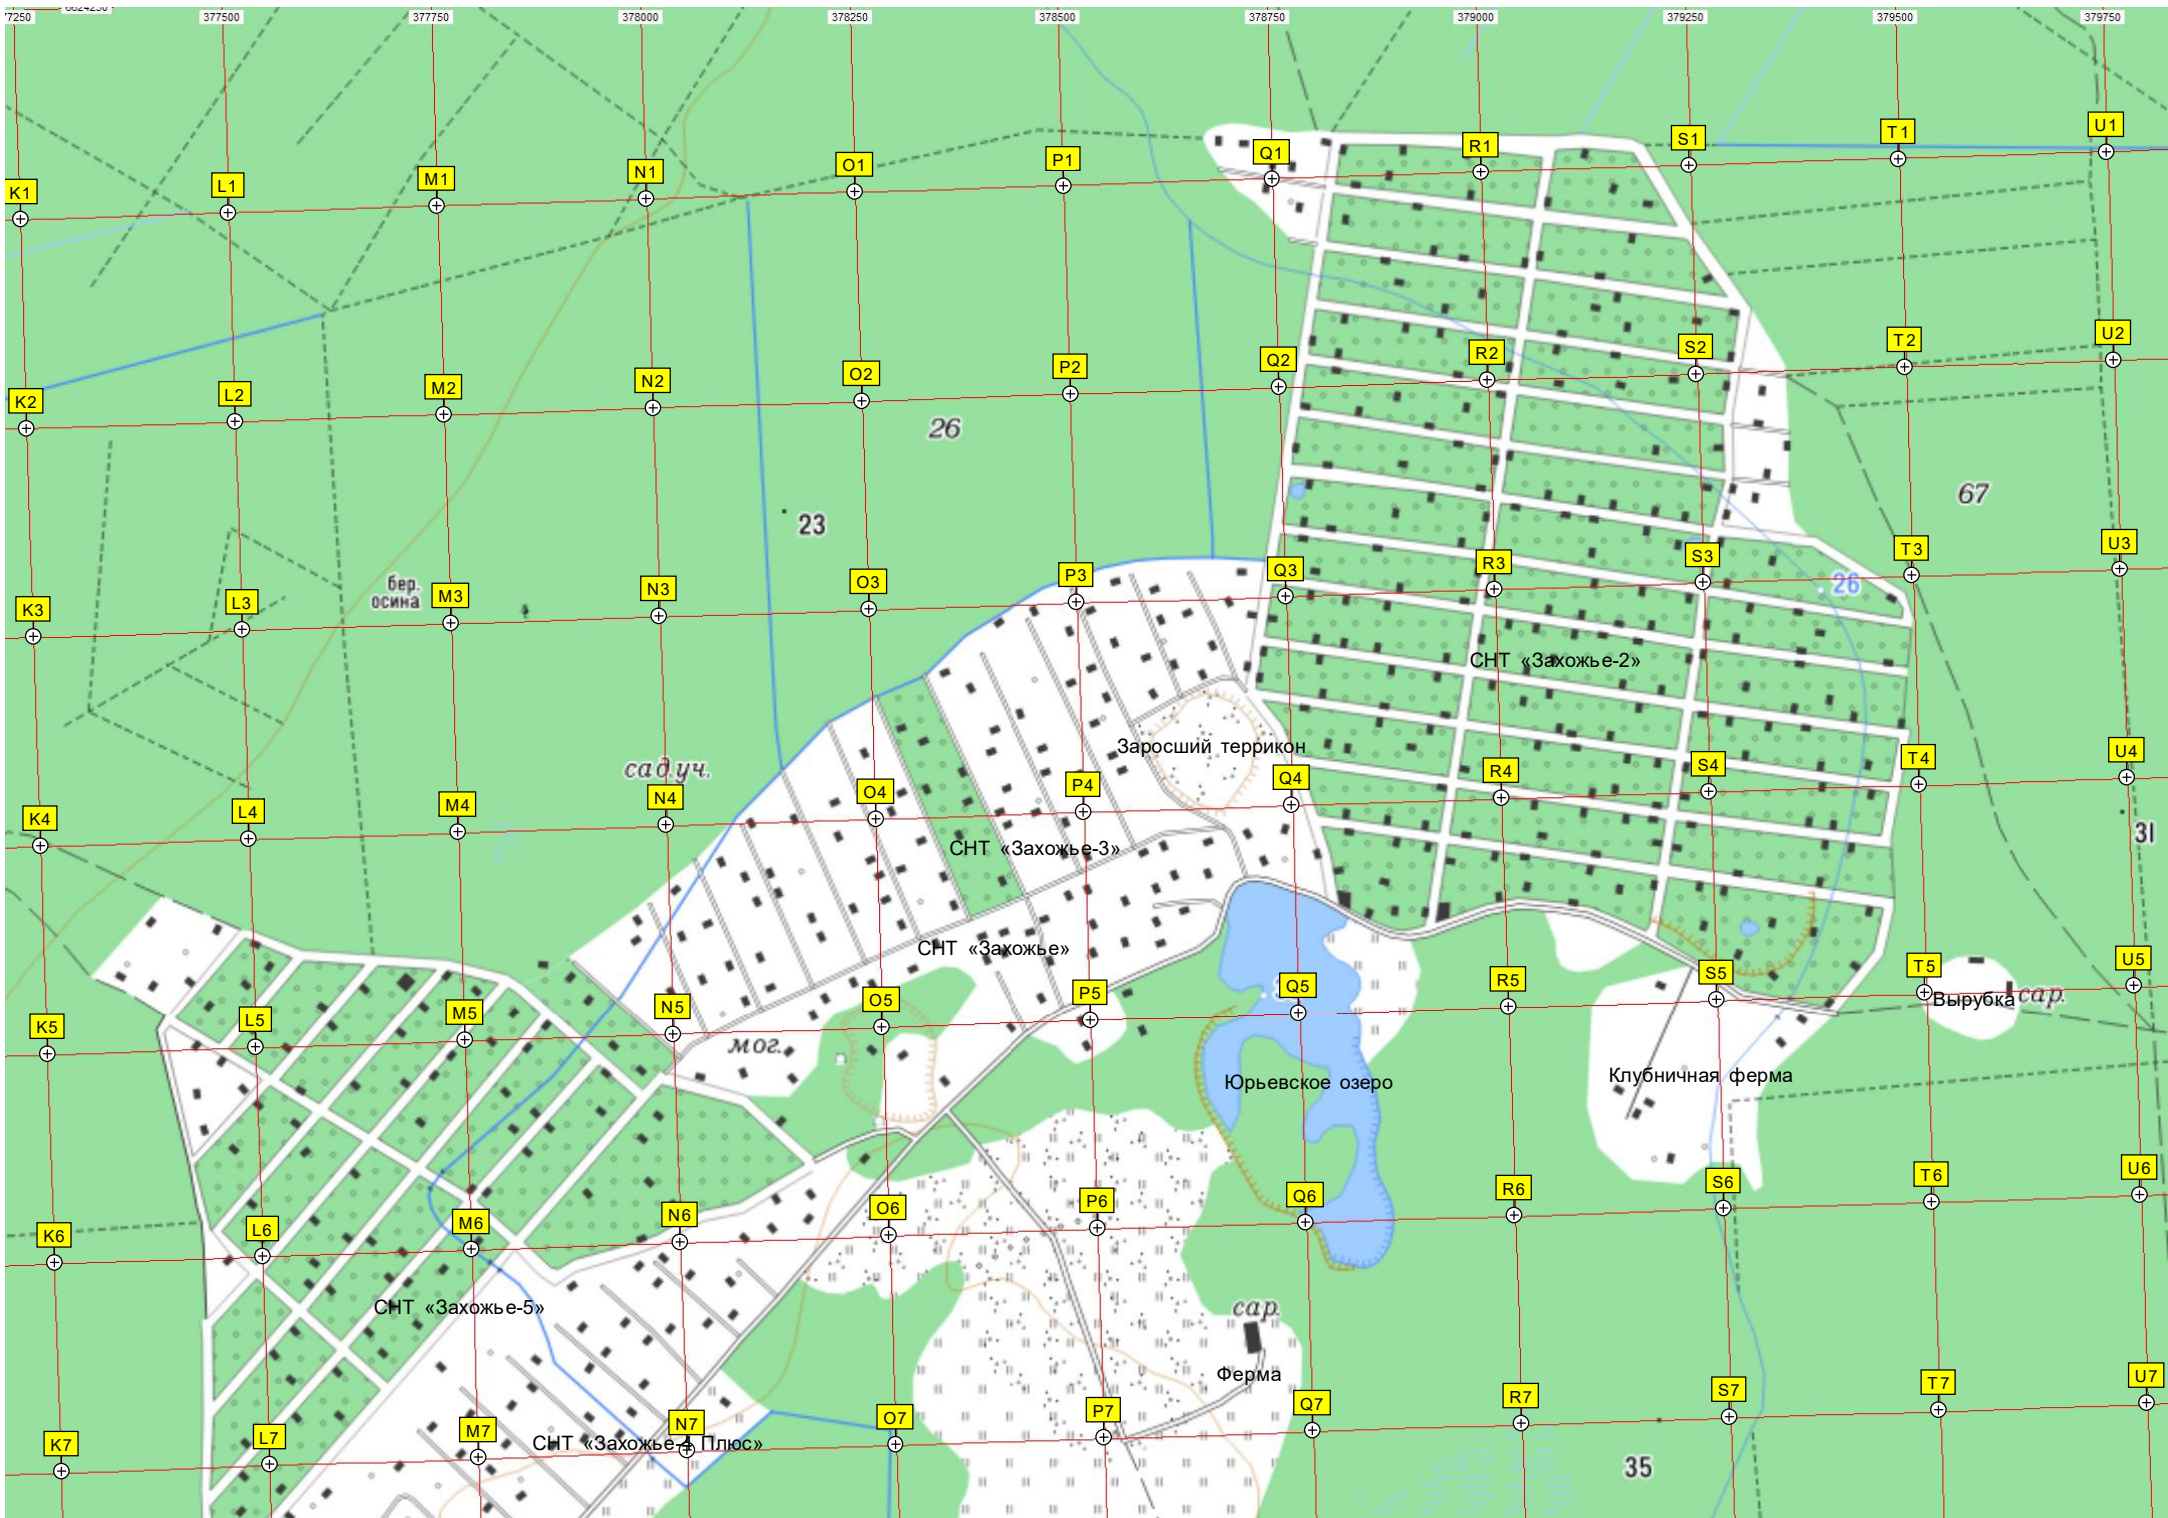 77250 377500 377750 378000 378250 378500 378750 379000 379250 379500 379750
6624250
K1 L1 M1 N1 O1 P1 Q1 R1 S1 T1 U1
K2 L2 M2 N2 O2 P2 Q2 R2 S2 T2 U2
26
67
23
K3 L3 M3 N3 O3 P3 Q3 R3 S3 T3 U3
бер.
осина
26
СНТ «Захожье-2»
Заросший террикон
сад.уч.
K4 L4 M4 N4 O4 P4 Q4 R4 S4 T4 U4
31
СНТ «Захожье-3»
СНТ «Захожье»
K5 L5 M5 N5 O5 P5 Q5 R5 S5 T5 U5
Вырубка сар.
мог.
Юрьевское озеро
Клубничная ферма
K6 L6 M6 N6 O6 P6 Q6 R6 S6 T6 U6
СНТ «Захожье-5»
сар.
Ферма
K7 L7 M7 N7 O7 P7 Q7 R7 S7 T7 U7
СНТ «Захожье-4 Плюс»
35